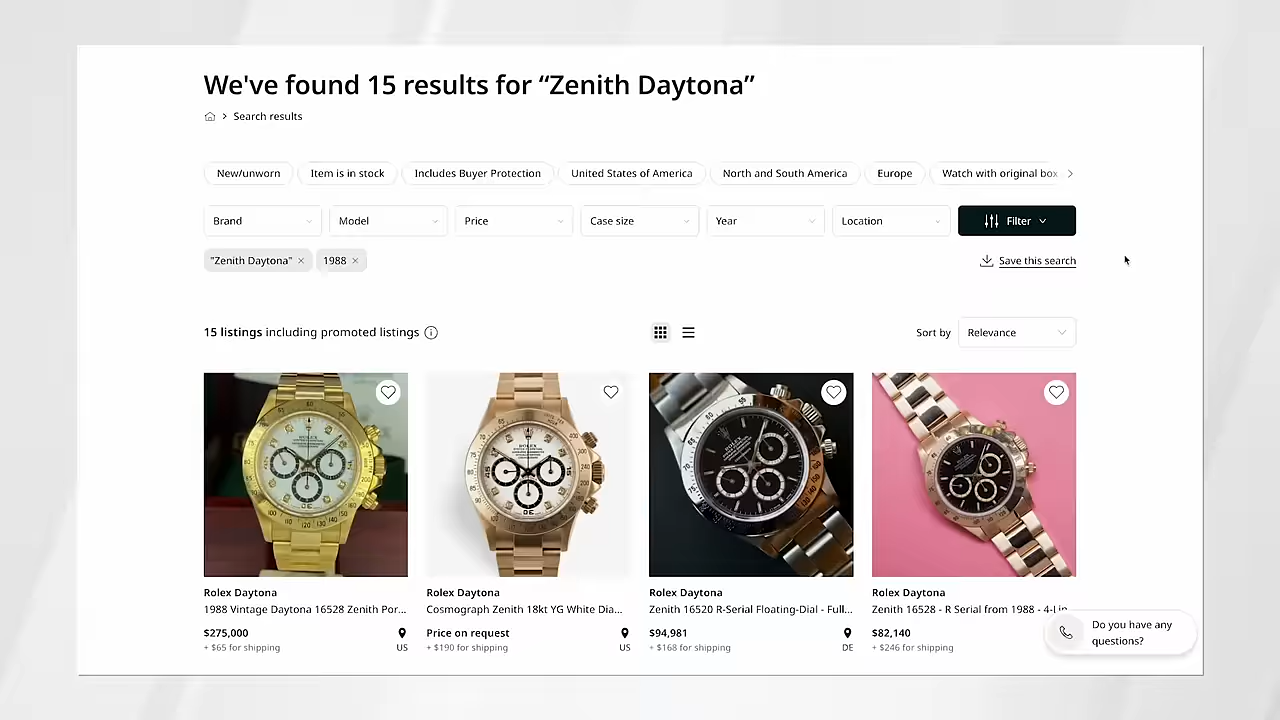 We've found 15 results for “Zenith Daytona”
Search results
New/unworn Item is in stock Includes Buyer Protection United States of America North and South America Europe Watch with original box
Brand Model Price Case size Year Location Filter
"Zenith Daytona" × 1988 × Save this search
15 listings including promoted listings
Sort by Relevance
Rolex Daytona
1988 Vintage Daytona 16528 Zenith Por...
$275,000
+ $65 for shipping US
Rolex Daytona
Cosmograph Zenith 18kt YG White Dia...
Price on request
+ $190 for shipping US
Rolex Daytona
Zenith 16520 R-Serial Floating-Dial - Full...
$94,981
+ $168 for shipping DE
Rolex Daytona
Zenith 16528 - R Serial from 1988 - 4-Lin
$82,140
+ $246 for shipping
Do you have any
questions?